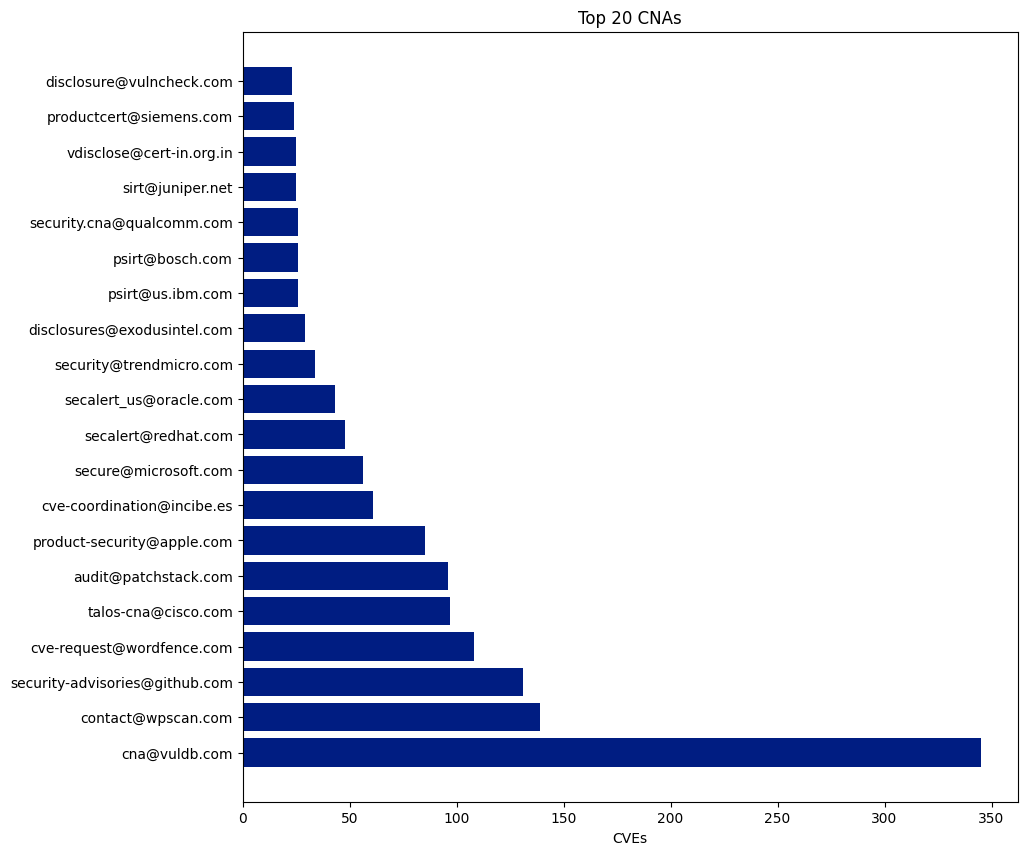 Top 20 CNAs
disclosure@vulncheck.com
productcert@siemens.com
vdisclose@cert-in.org.in
sirt@juniper.net
security.cna@qualcomm.com
psirt@bosch.com
psirt@us.ibm.com
disclosures@exodusintel.com
security@trendmicro.com
secalert_us@oracle.com
secalert@redhat.com
secure@microsoft.com
cve-coordination@incibe.es
product-security@apple.com
audit@patchstack.com
talos-cna@cisco.com
cve-request@wordfence.com
security-advisories@github.com
contact@wpscan.com
cna@vuldb.com
0 50 100 150 200 250 300 350
CVEs